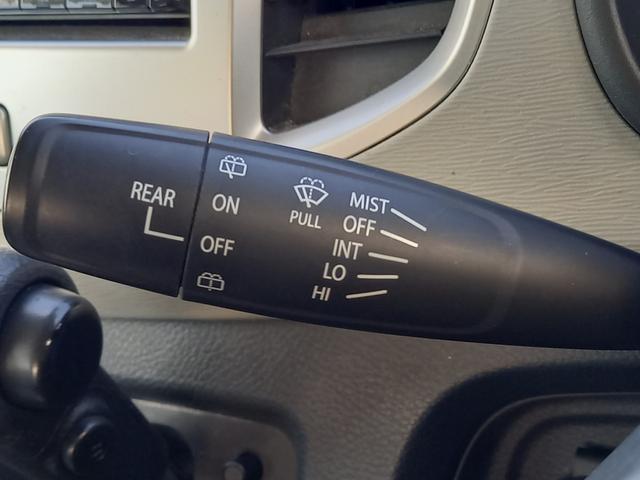 REAR
ON
OFF
PULL
MIST
OFF
INT
LO
HI